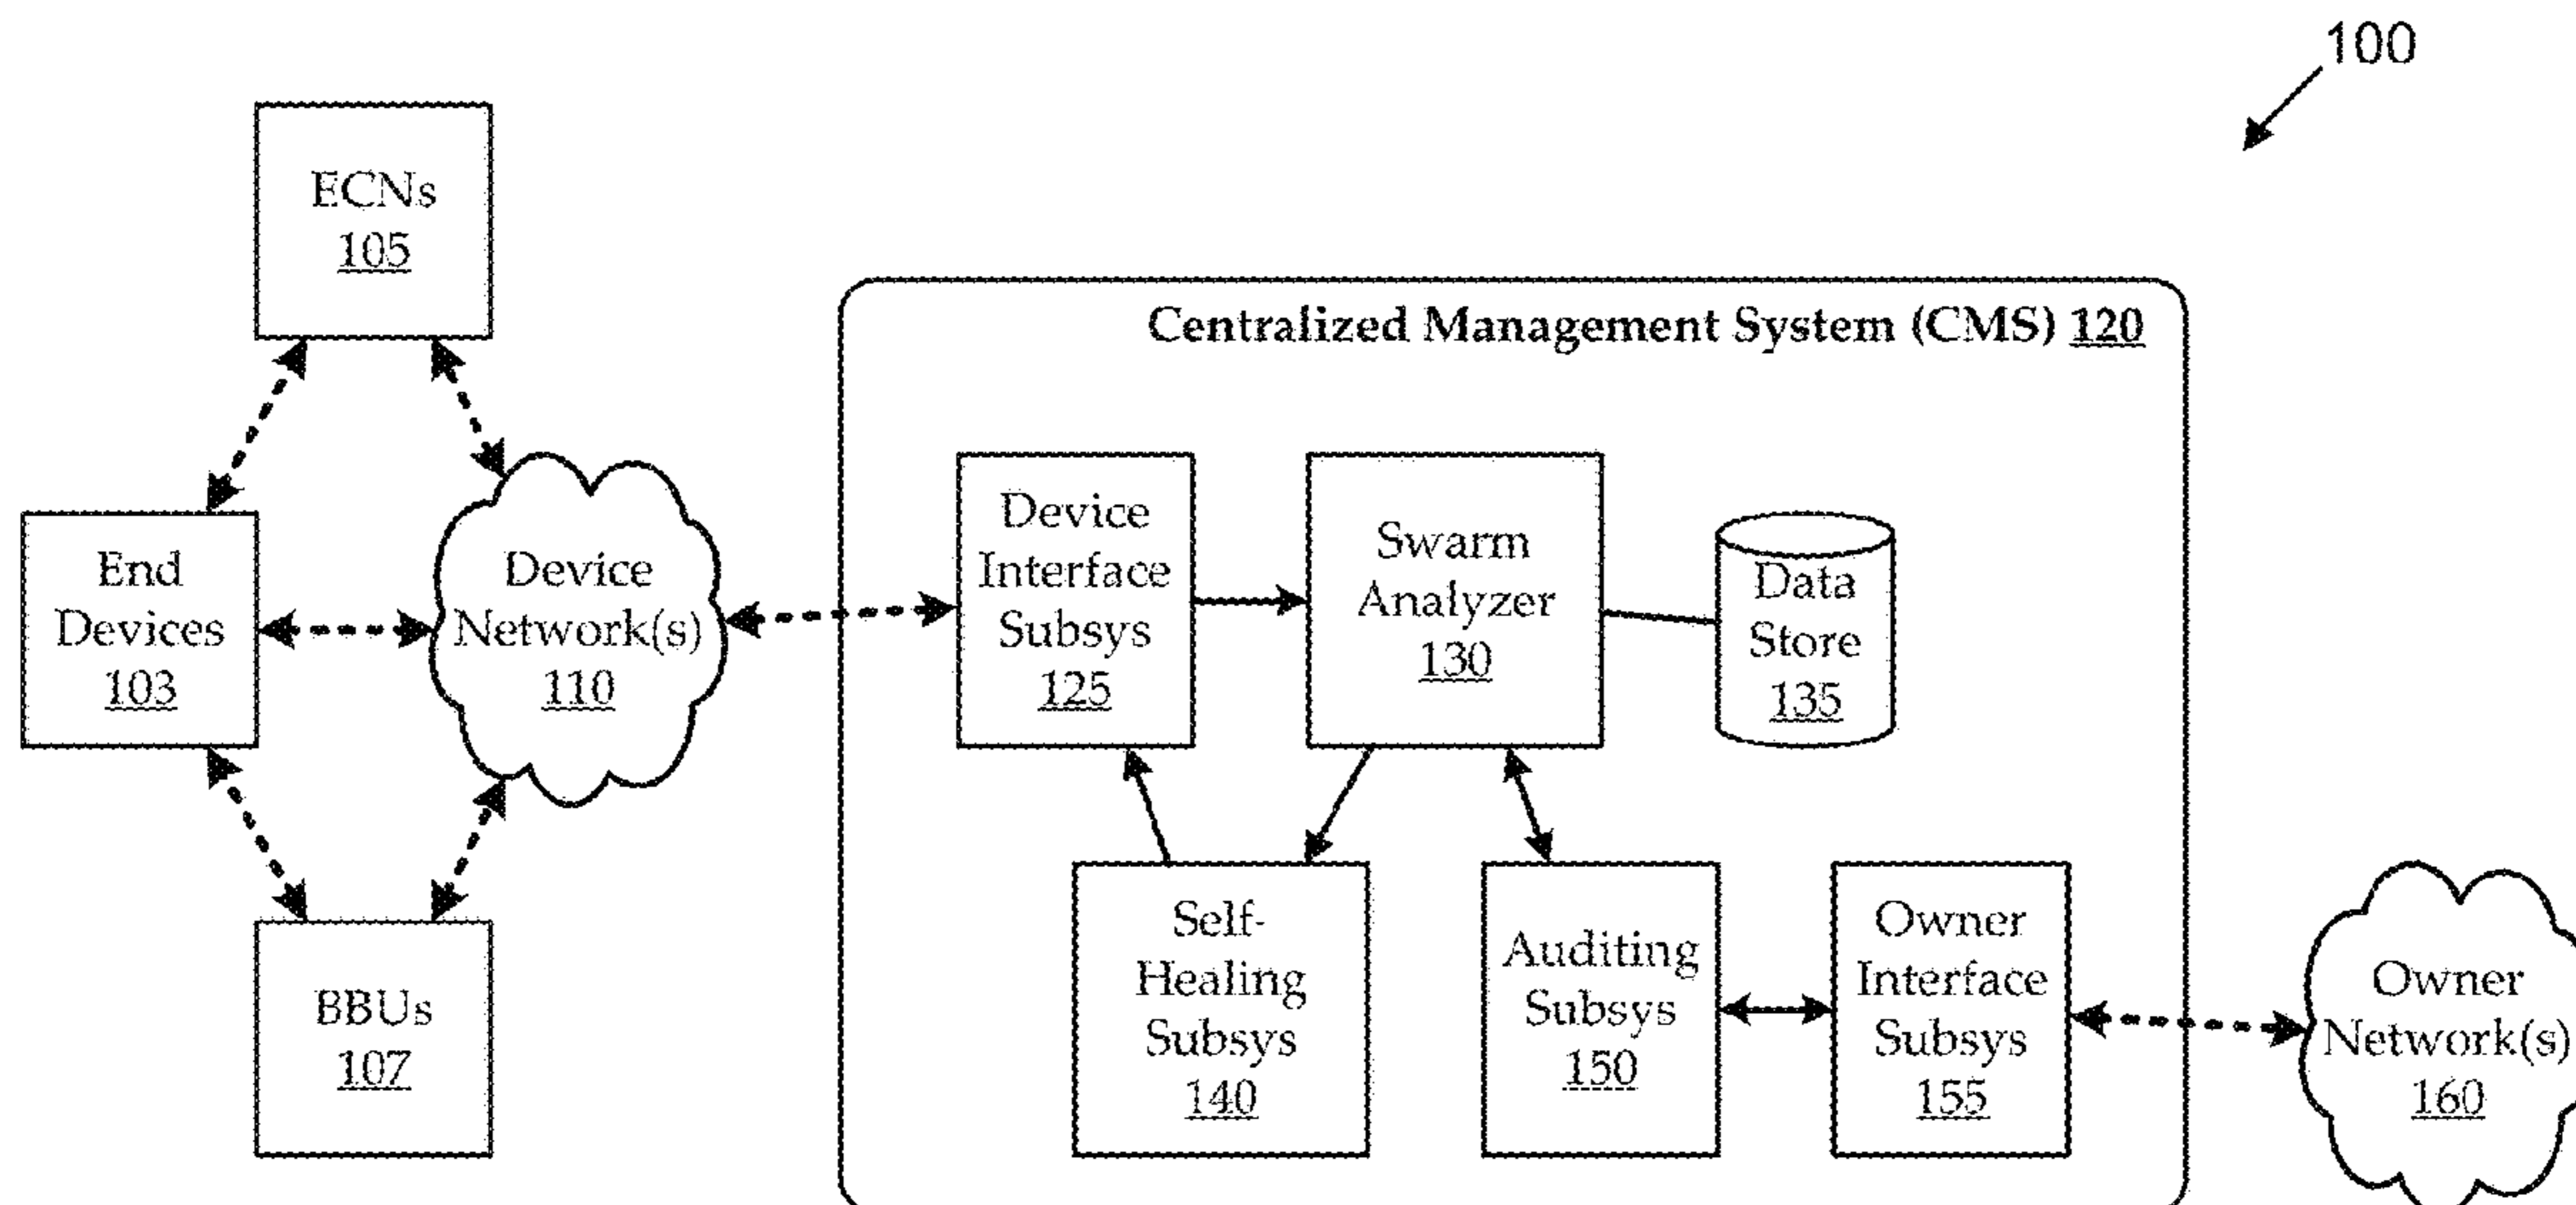 100
ECNs
105
Centralized Management System (CMS) 120
End
Devices
103
Device
Network(s)
110
Device
Interface
Subsys
125
Swarm
Analyzer
130
Data
Store
135
BBUs
107
Self-
Healing
Subsys
140
Auditing
Subsys
150
Owner
Interface
Subsys
155
Owner
Network(s)
160